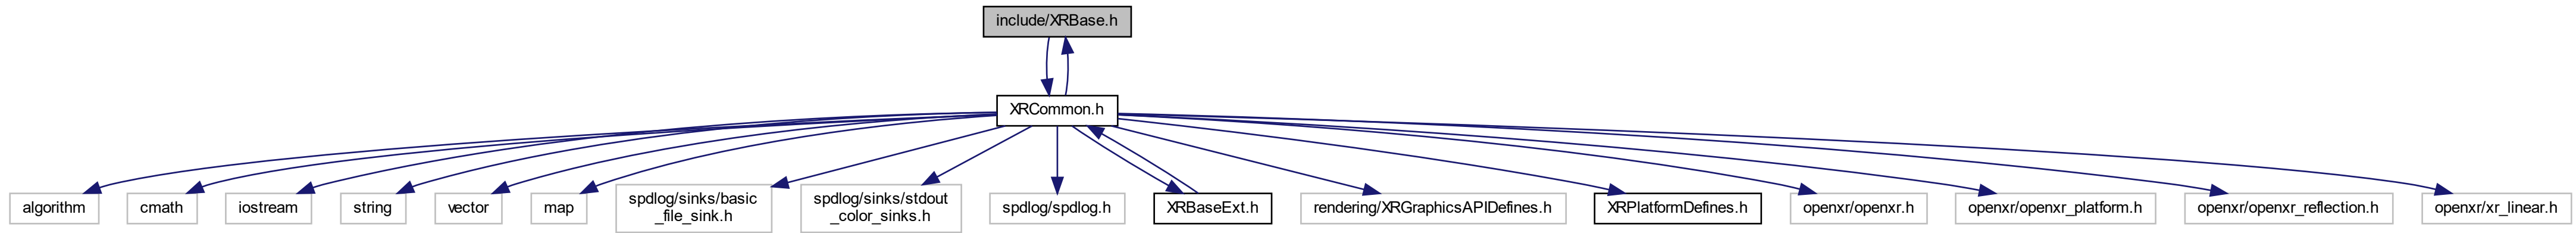 include/XRBase.h
XRCommon.h
algorithm
cmath
iostream
string
vector
map
spdlog/sinks/basic
_file_sink.h
spdlog/sinks/stdout
_color_sinks.h
spdlog/spdlog.h
XRBaseExt.h
rendering/XRGraphicsAPIDefines.h
XRPlatformDefines.h
openxr/openxr.h
openxr/openxr_platform.h
openxr/openxr_reflection.h
openxr/xr_linear.h